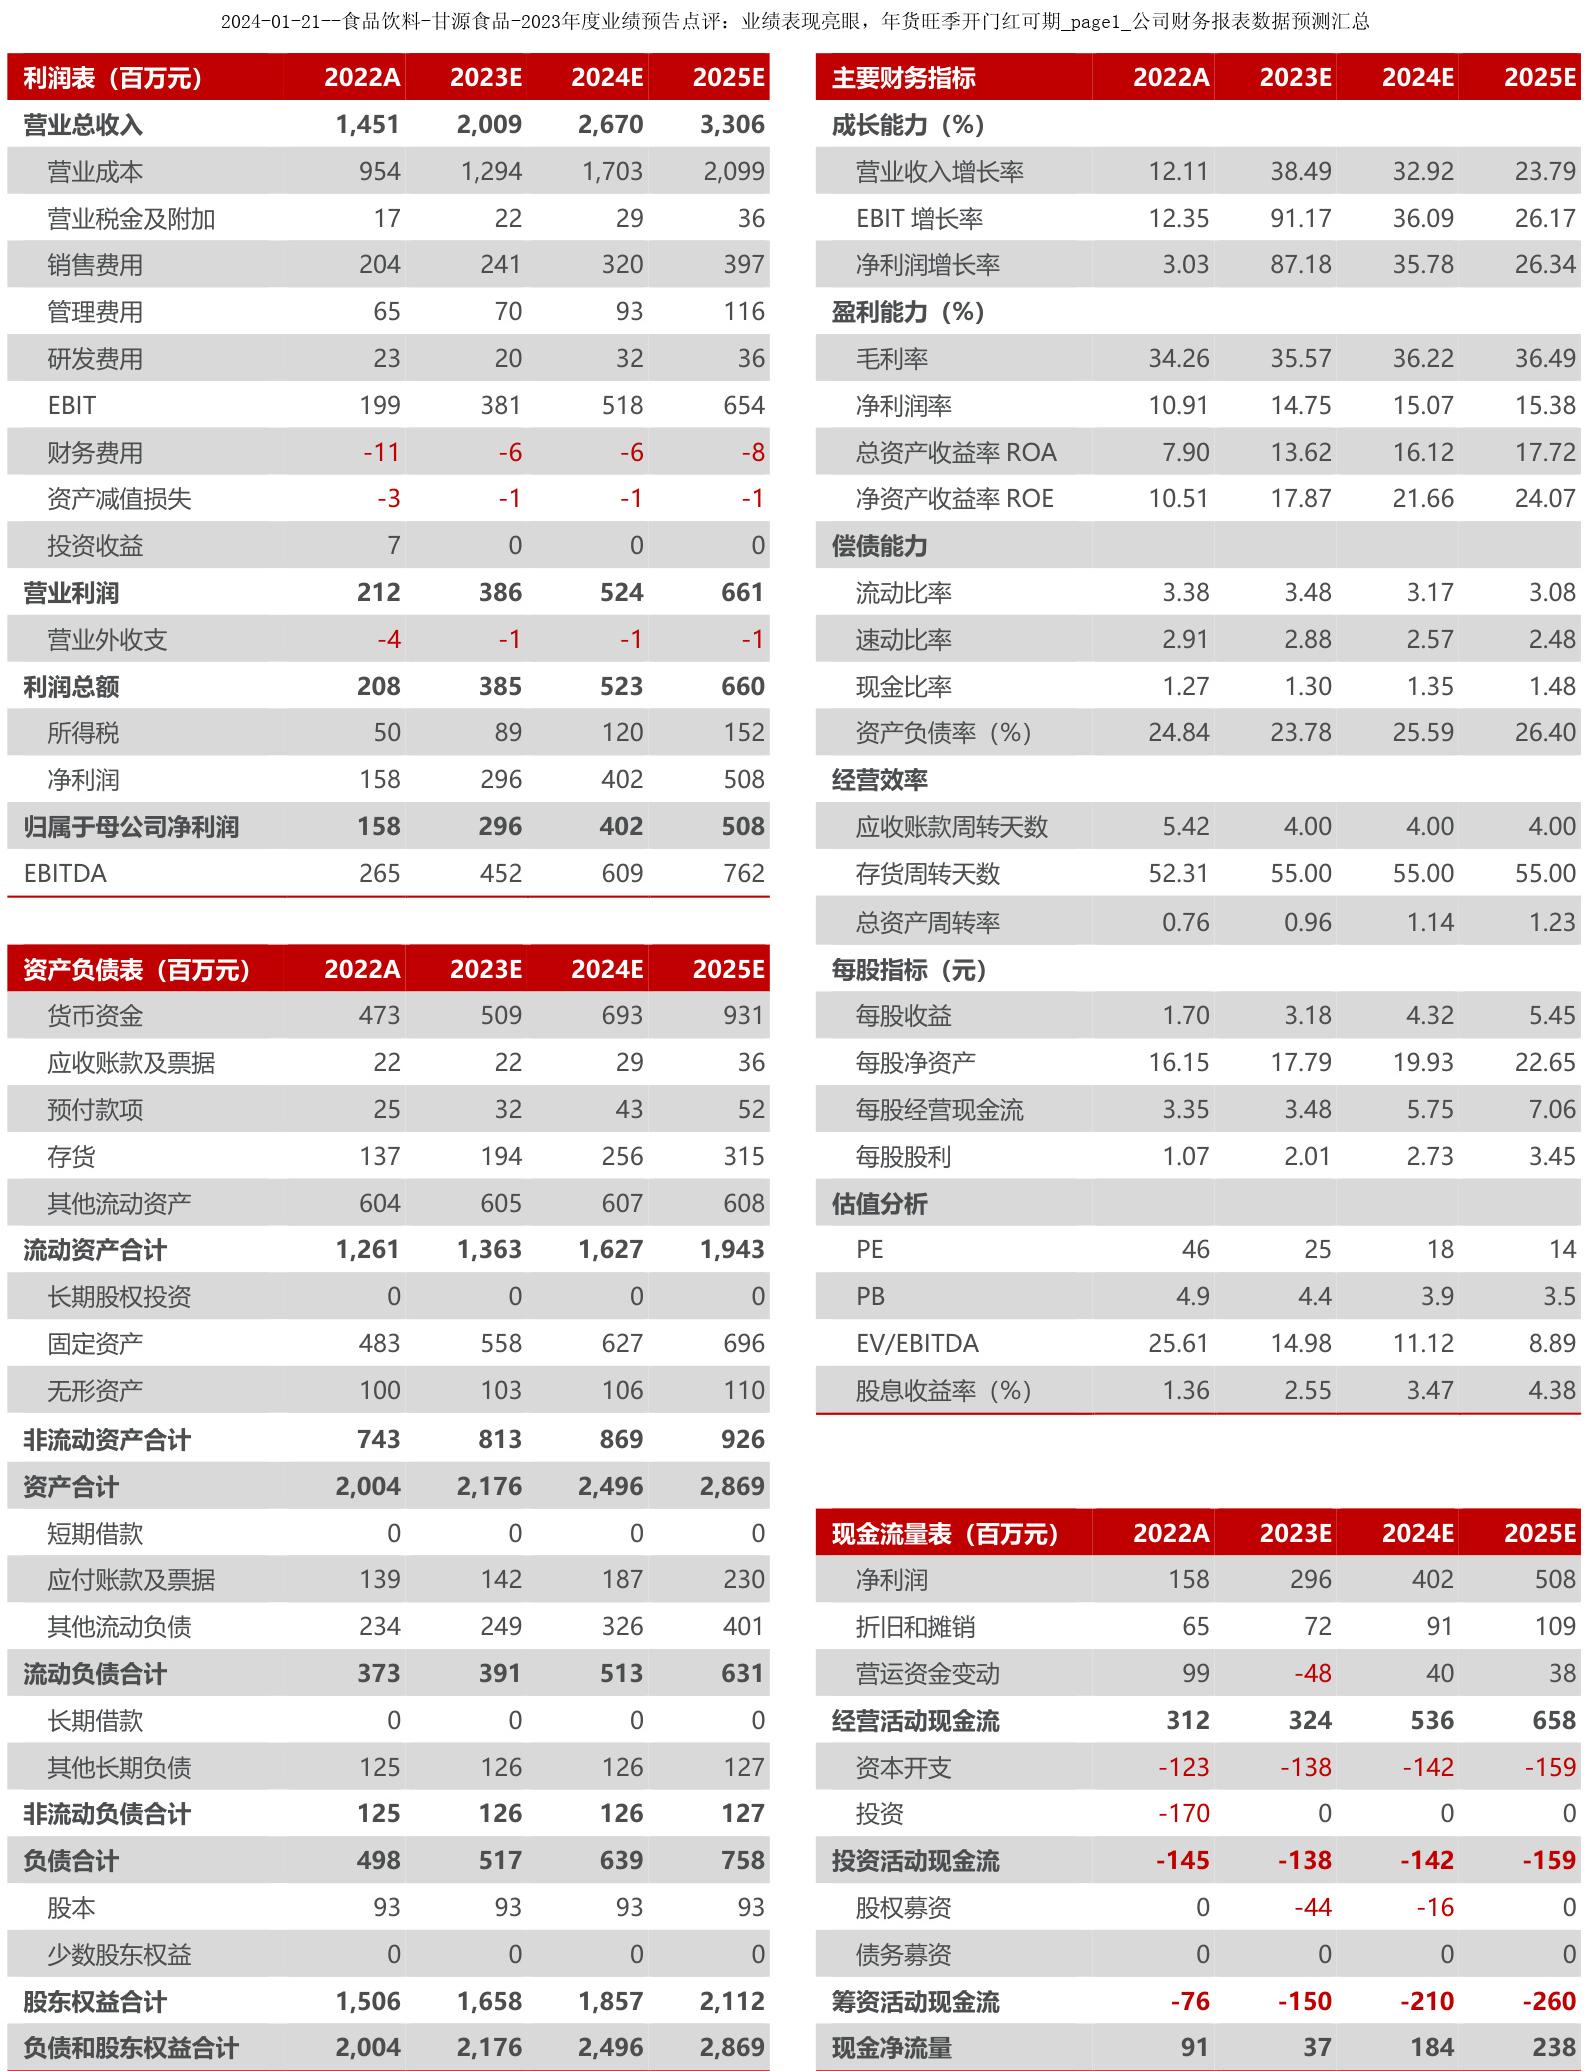 2024-01-21--食品饮料-甘源食品-2023年度业绩预告点评：业绩表现亮眼，年货旺季开门红可期_page1_公司财务报表数据预测汇总
利润表（百万元） 2022A 2023E 2024E 2025E
营业总收入 1,451 2,009 2,670 3,306
营业成本 954 1,294 1,703 2,099
营业税金及附加 17 22 29 36
销售费用 204 241 320 397
管理费用 65 70 93 116
研发费用 23 20 32 36
EBIT 199 381 518 654
财务费用 -11 -6 -6 -8
资产减值损失 -3 -1 -1 -1
投资收益 7 0 0 0
营业利润 212 386 524 661
营业外收支 -4 -1 -1 -1
利润总额 208 385 523 660
所得税 50 89 120 152
净利润 158 296 402 508
归属于母公司净利润 158 296 402 508
EBITDA 265 452 609 762
资产负债表（百万元） 2022A 2023E 2024E 2025E
货币资金 473 509 693 931
应收账款及票据 22 22 29 36
预付款项 25 32 43 52
存货 137 194 256 315
其他流动资产 604 605 607 608
流动资产合计 1,261 1,363 1,627 1,943
长期股权投资 0 0 0 0
固定资产 483 558 627 696
无形资产 100 103 106 110
非流动资产合计 743 813 869 926
资产合计 2,004 2,176 2,496 2,869
短期借款 0 0 0 0
应付账款及票据 139 142 187 230
其他流动负债 234 249 326 401
流动负债合计 373 391 513 631
长期借款 0 0 0 0
其他长期负债 125 126 126 127
非流动负债合计 125 126 126 127
负债合计 498 517 639 758
股本 93 93 93 93
少数股东权益 0 0 0 0
股东权益合计 1,506 1,658 1,857 2,112
负债和股东权益合计 2,004 2,176 2,496 2,869
主要财务指标 2022A 2023E 2024E 2025E
成长能力（%）
营业收入增长率 12.11 38.49 32.92 23.79
EBIT 增长率 12.35 91.17 36.09 26.17
净利润增长率 3.03 87.18 35.78 26.34
盈利能力（%）
毛利率 34.26 35.57 36.22 36.49
净利润率 10.91 14.75 15.07 15.38
总资产收益率 ROA 7.90 13.62 16.12 17.72
净资产收益率 ROE 10.51 17.87 21.66 24.07
偿债能力
流动比率 3.38 3.48 3.17 3.08
速动比率 2.91 2.88 2.57 2.48
现金比率 1.27 1.30 1.35 1.48
资产负债率（%） 24.84 23.78 25.59 26.40
经营效率
应收账款周转天数 5.42 4.00 4.00 4.00
存货周转天数 52.31 55.00 55.00 55.00
总资产周转率 0.76 0.96 1.14 1.23
每股指标（元）
每股收益 1.70 3.18 4.32 5.45
每股净资产 16.15 17.79 19.93 22.65
每股经营现金流 3.35 3.48 5.75 7.06
每股股利 1.07 2.01 2.73 3.45
估值分析
PE 46 25 18 14
PB 4.9 4.4 3.9 3.5
EV/EBITDA 25.61 14.98 11.12 8.89
股息收益率（%） 1.36 2.55 3.47 4.38
现金流量表（百万元） 2022A 2023E 2024E 2025E
净利润 158 296 402 508
折旧和摊销 65 72 91 109
营运资金变动 99 -48 40 38
经营活动现金流 312 324 536 658
资本开支 -123 -138 -142 -159
投资 -170 0 0 0
投资活动现金流 -145 -138 -142 -159
股权募资 0 -44 -16 0
债务募资 0 0 0 0
筹资活动现金流 -76 -150 -210 -260
现金净流量 91 37 184 238